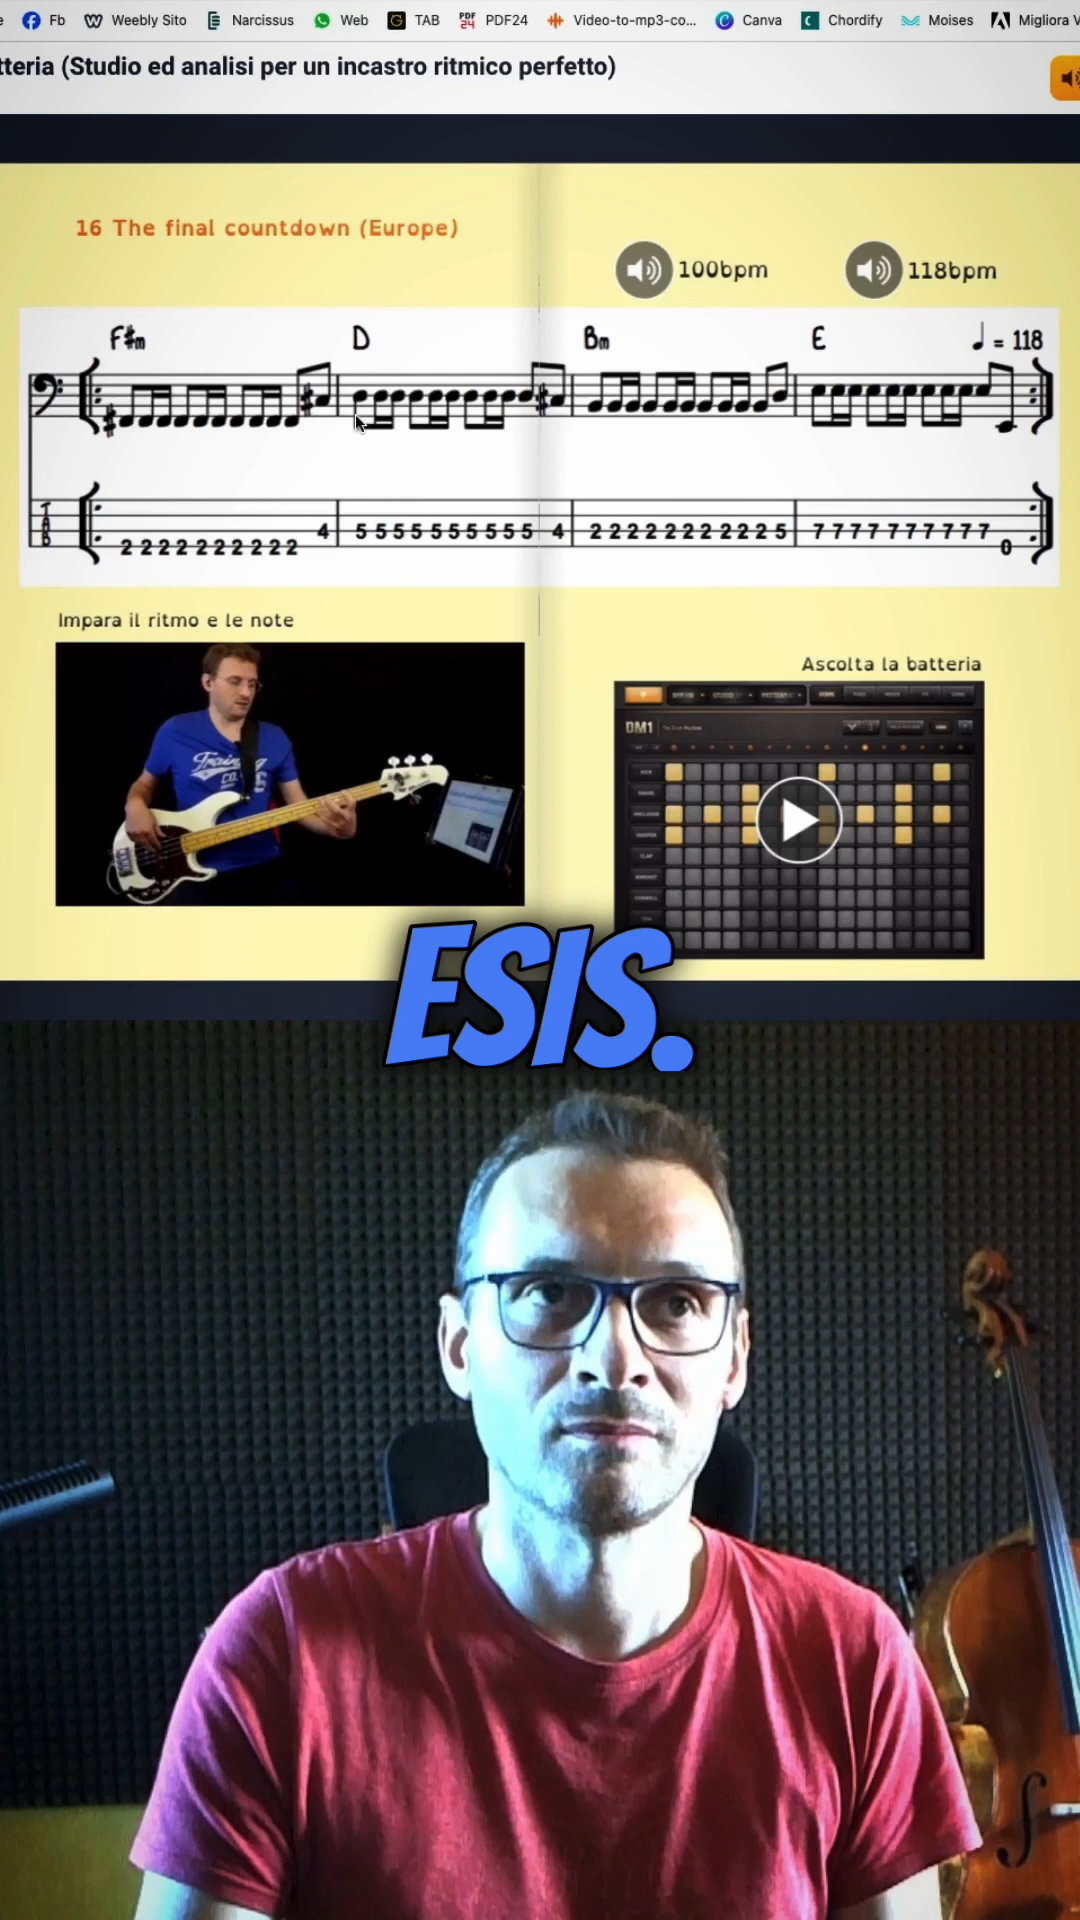 Fb Weebly Sito Narcissus Web TAB PDF24 Video-to-mp3-co... Canva Chordify Moises Migliora V
tteria (Studio ed analisi per un incastro ritmico perfetto)
16 The final countdown (Europe)
100bpm 118bpm
F#m D Bm E ♩ = 118
T A B
4 5 5 5 5 5 5 5 5 5 5 4 2 2 2 2 2 2 2 2 2 2 5 7 7 7 7 7 7 7 7 7 7
2 2 2 2 2 2 2 2 2 2 0
Impara il ritmo e le note
Ascolta la batteria
Train
DM1
ESIS.